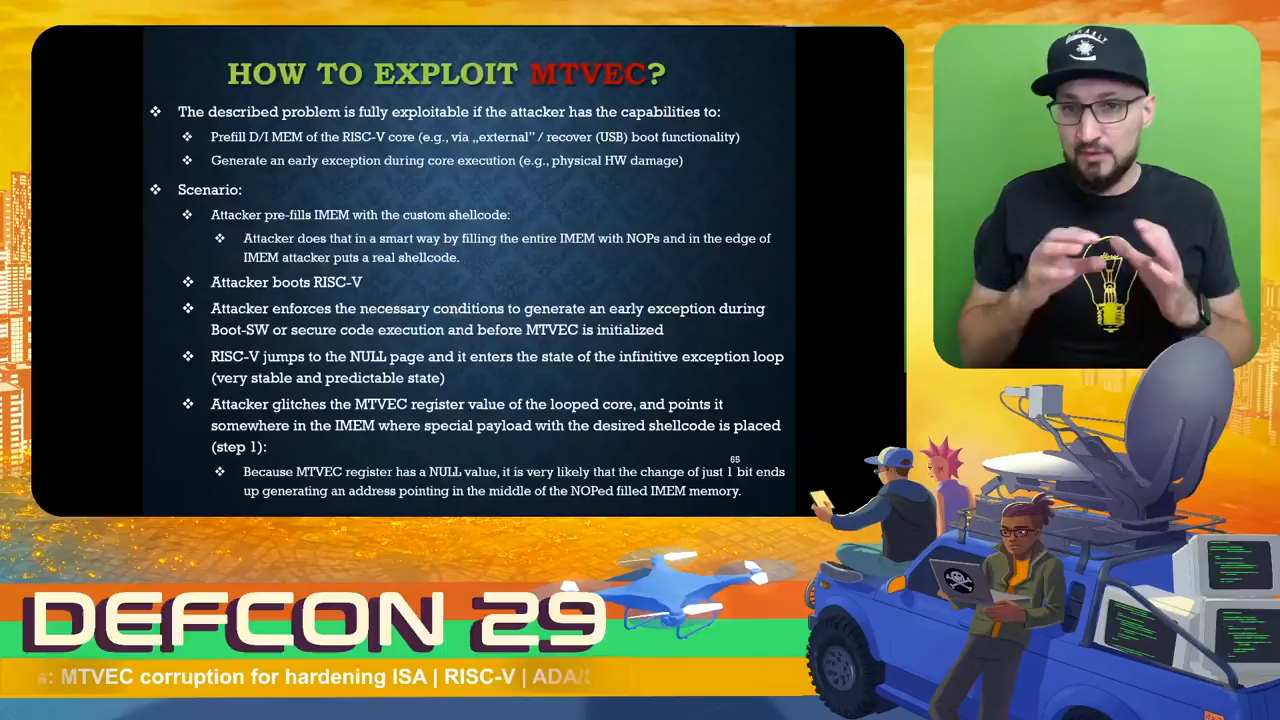 HOW TO EXPLOIT MTVEC?
❖ The described problem is fully exploitable if the attacker has the capabilities to:
❖ Prefill D/I MEM of the RISC-V core (e.g., via „external" / recover (USB) boot functionality)
❖ Generate an early exception during core execution (e.g., physical HW damage)
❖ Scenario:
❖ Attacker pre-fills IMEM with the custom shellcode:
❖ Attacker does that in a smart way by filling the entire IMEM with NOPs and in the edge of
IMEM attacker puts a real shellcode.
❖ Attacker boots RISC-V
❖ Attacker enforces the necessary conditions to generate an early exception during
Boot-SW or secure code execution and before MTVEC is initialized
❖ RISC-V jumps to the NULL page and it enters the state of the infinitive exception loop
(very stable and predictable state)
❖ Attacker glitches the MTVEC register value of the looped core, and points it
somewhere in the IMEM where special payload with the desired shellcode is placed
(step 1):
65
❖ Because MTVEC register has a NULL value, it is very likely that the change of just 1 bit ends
up generating an address pointing in the middle of the NOPed filled IMEM memory.
DEFCON 29
s: MTVEC corruption for hardening ISA | RISC-V | ADA/